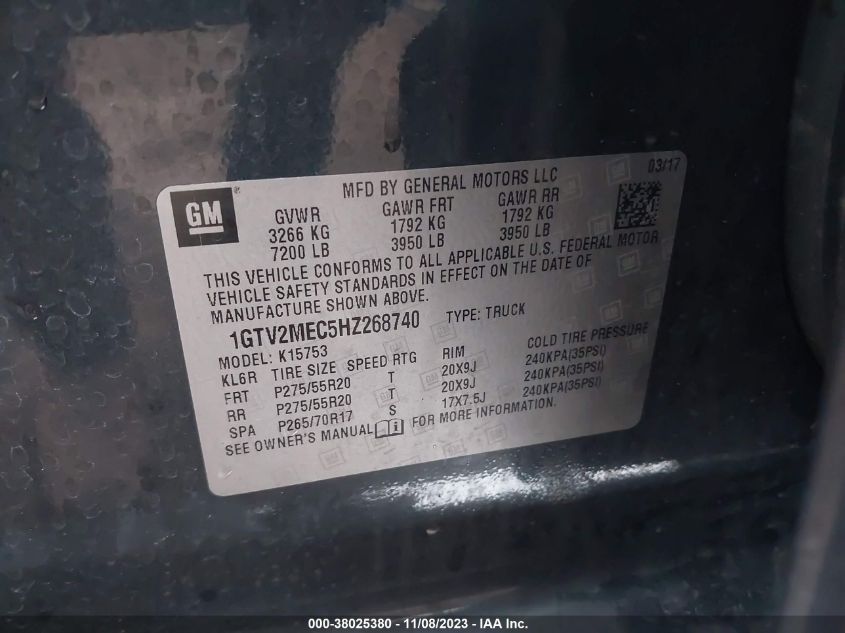 03/17
GM®
MFD BY GENERAL MOTORS LLC
GVWR GAWR FRT GAWR RR
3266 KG 1792 KG 1792 KG
7200 LB 3950 LB 3950 LB
THIS VEHICLE CONFORMS TO ALL APPLICABLE U.S. FEDERAL MOTOR
VEHICLE SAFETY STANDARDS IN EFFECT ON THE DATE OF
MANUFACTURE SHOWN ABOVE.
1GTV2MEC5HZ268740 TYPE: TRUCK
MODEL: K15753
KL6R TIRE SIZE SPEED RTG RIM COLD TIRE PRESSURE
FRT P275/55R20 T 20X9J 240KPA(35PSI)
RR P275/55R20 T 20X9J 240KPA(35PSI)
SPA P265/70R17 S 17X7.5J 240KPA(35PSI)
SEE OWNER'S MANUAL FOR MORE INFORMATION.
000-38025380 - 11/08/2023 - IAA Inc.